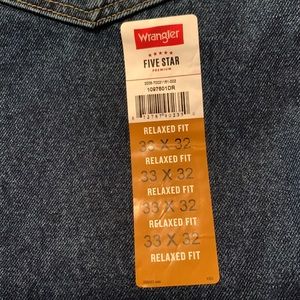 Wrangler
★★★★★
FIVE STAR
PREMIUM
1097601DR
RELAXED FIT
33 X 32
RELAXED FIT
33 X 32
RELAXED FIT
33 X 32
RELAXED FIT
33 X 32
RELAXED FIT